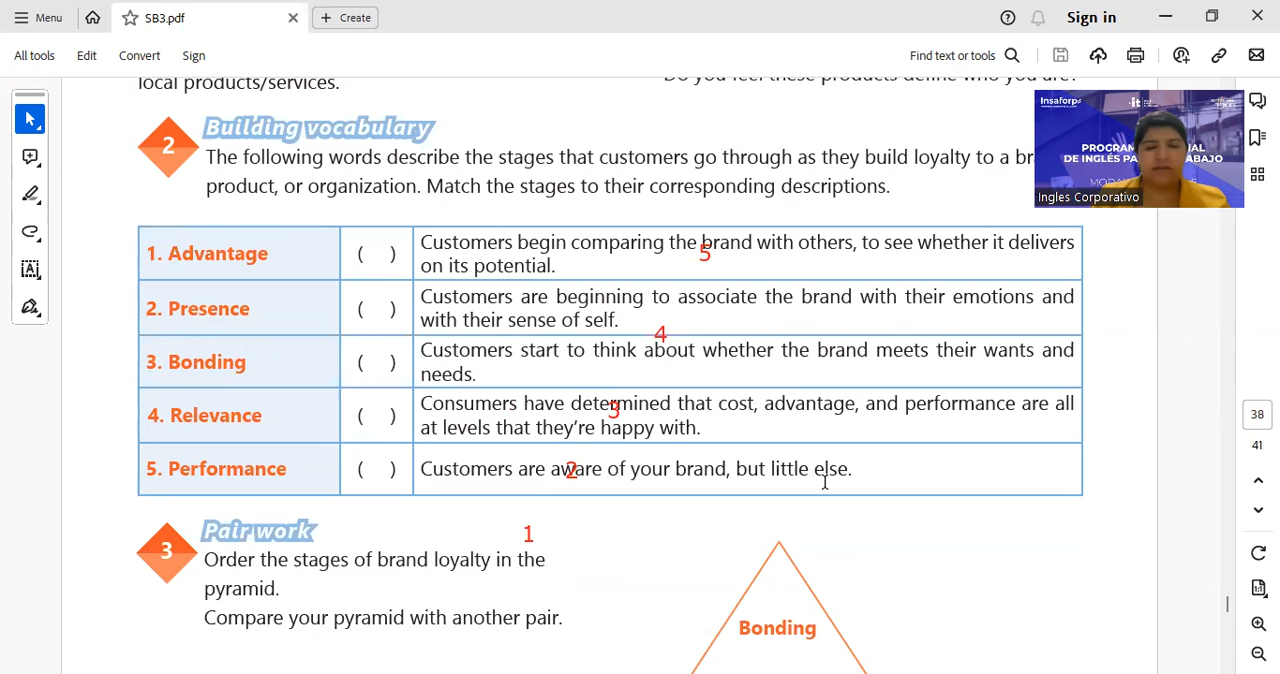 Menu
SB3.pdf
Create
Sign in
All tools Edit Convert Sign
Find text or tools
local products/services.
Do you feel these products define who you are?
2
Building vocabulary
The following words describe the stages that customers go through as they build loyalty to a br
product, or organization. Match the stages to their corresponding descriptions.
Insaforp
·it
PROGRAM AL
DE INGLÉS PA ABAJO
Ingles Corporativo
1. Advantage ( ) Customers begin comparing the brand with others, to see whether it delivers
on its potential.
5
2. Presence ( ) Customers are beginning to associate the brand with their emotions and
with their sense of self.
4
3. Bonding ( ) Customers start to think about whether the brand meets their wants and
needs.
4. Relevance ( ) Consumers have determined that cost, advantage, and performance are all
at levels that they're happy with.
3
5. Performance ( ) Customers are aware of your brand, but little else.
2
38
41
3
Pair work
1
Order the stages of brand loyalty in the
pyramid.
Compare your pyramid with another pair.
Bonding